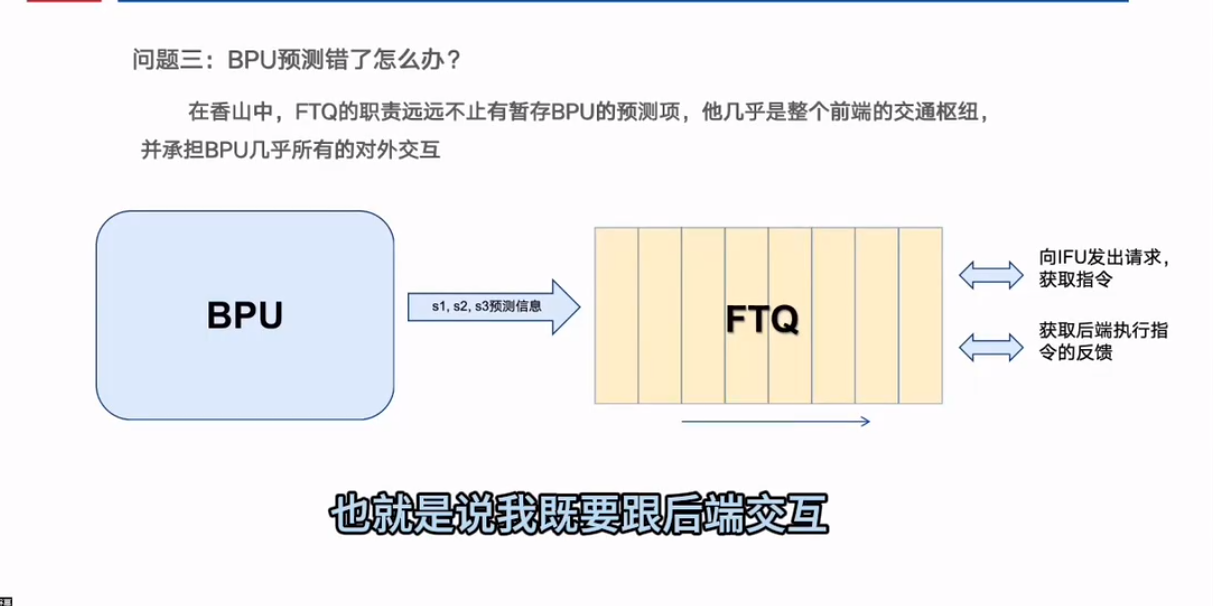 问题三：BPU预测错了怎么办？
在香山中，FTQ的职责远远不止有暂存BPU的预测项，他几乎是整个前端的交通枢纽，
并承担BPU几乎所有的对外交互
BPU
s1, s2, s3预测信息
FTQ
向IFU发出请求，
获取指令
获取后端执行指
令的反馈
也就是说我既要跟后端交互